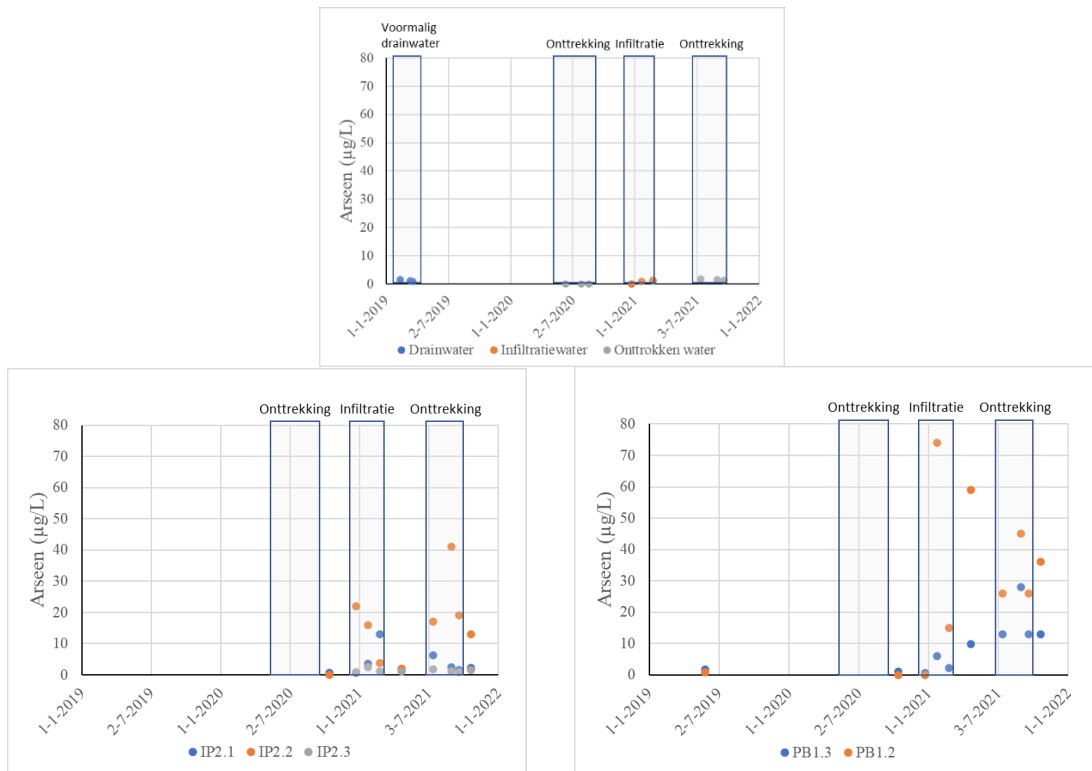 Voormalig
drainwater
Onttrekking Infiltratie Onttrekking
80
70
60
50
40
30
20
10
0
Arseen (µg/L)
1-1-2019 2-7-2019 1-1-2020 2-7-2020 1-1-2021 3-7-2021 1-1-2022
Drainwater Infiltratiewater Onttrokken water
Onttrekking Infiltratie Onttrekking
80
70
60
50
40
30
20
10
0
Arseen (µg/L)
1-1-2019 2-7-2019 1-1-2020 2-7-2020 1-1-2021 3-7-2021 1-1-2022
IP2.1 IP2.2 IP2.3
Onttrekking Infiltratie Onttrekking
80
70
60
50
40
30
20
10
0
Arseen (µg/L)
1-1-2019 2-7-2019 1-1-2020 2-7-2020 1-1-2021 3-7-2021 1-1-2022
PB1.3 PB1.2